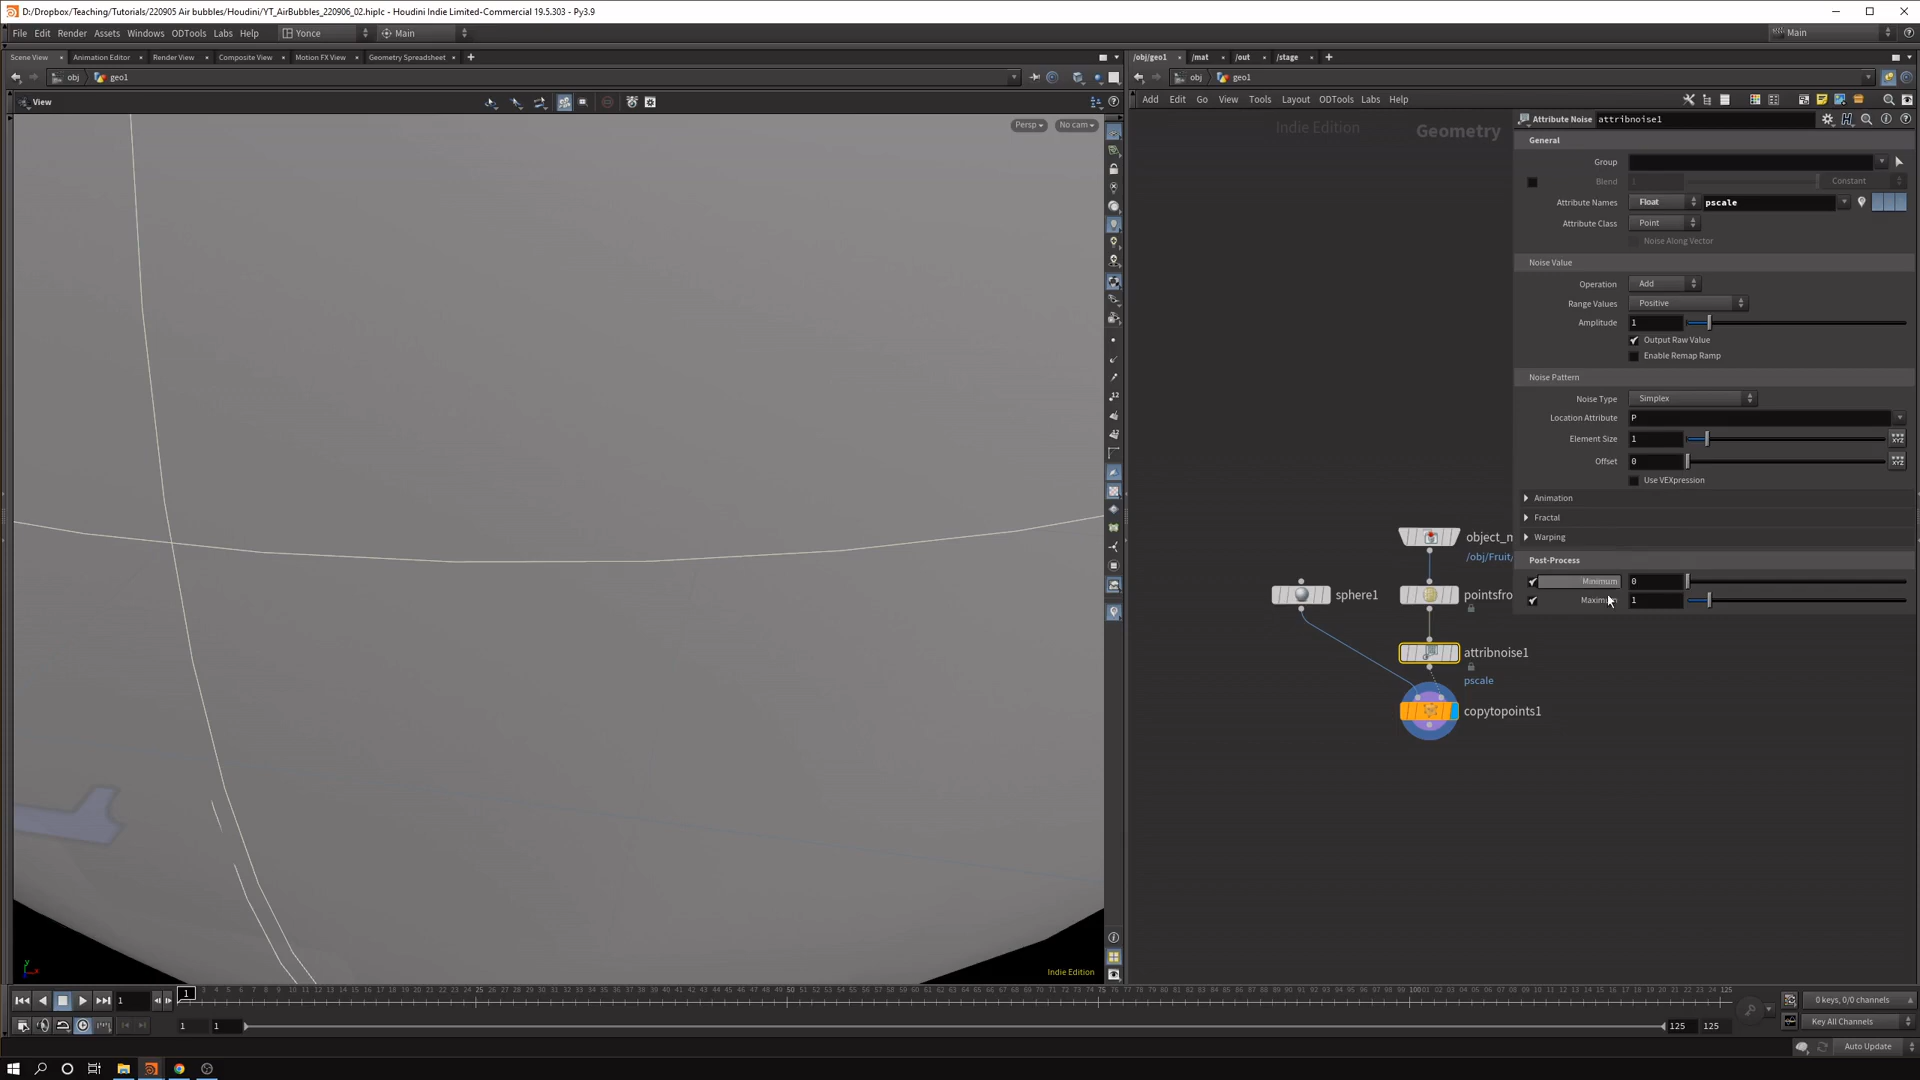 D:/Dropbox/Teaching/Tutorials/220905 Air bubbles/Houdini/YT_AirBubbles_220906_02.hiplc - Houdini Indie Limited-Commercial 19.5.303 - Py3.9
File Edit Render Assets Windows ODTools Labs Help Yonce Main Main
Scene View Animation Editor Render View Composite View Motion FX View Geometry Spreadsheet
obj geo1
View
Persp No cam
Indie Edition
/obj/geo1 /mat /out /stage
obj geo1
Add Edit Go View Tools Layout ODTools Labs Help
Indie Edition Geometry
Attribute Noise attribnoise1
General
Group
Blend 1 Constant
Attribute Names Float pscale
Attribute Class Point
Noise Along Vector
Noise Value
Operation Add
Range Values Positive
Amplitude 1
Output Raw Value
Enable Remap Ramp
Noise Pattern
Noise Type Simplex
Location Attribute P
Element Size 1
Offset 0
Use VEXpression
Animation
Fractal
Warping
Post-Process
Minimum 0
Maximum 1
object_n
/obj/Fruit/
sphere1 pointsfro
attribnoise1
pscale
copytopoints1
1 1
0 keys, 0/0 channels
1 1 125 125
Key All Channels
Auto Update